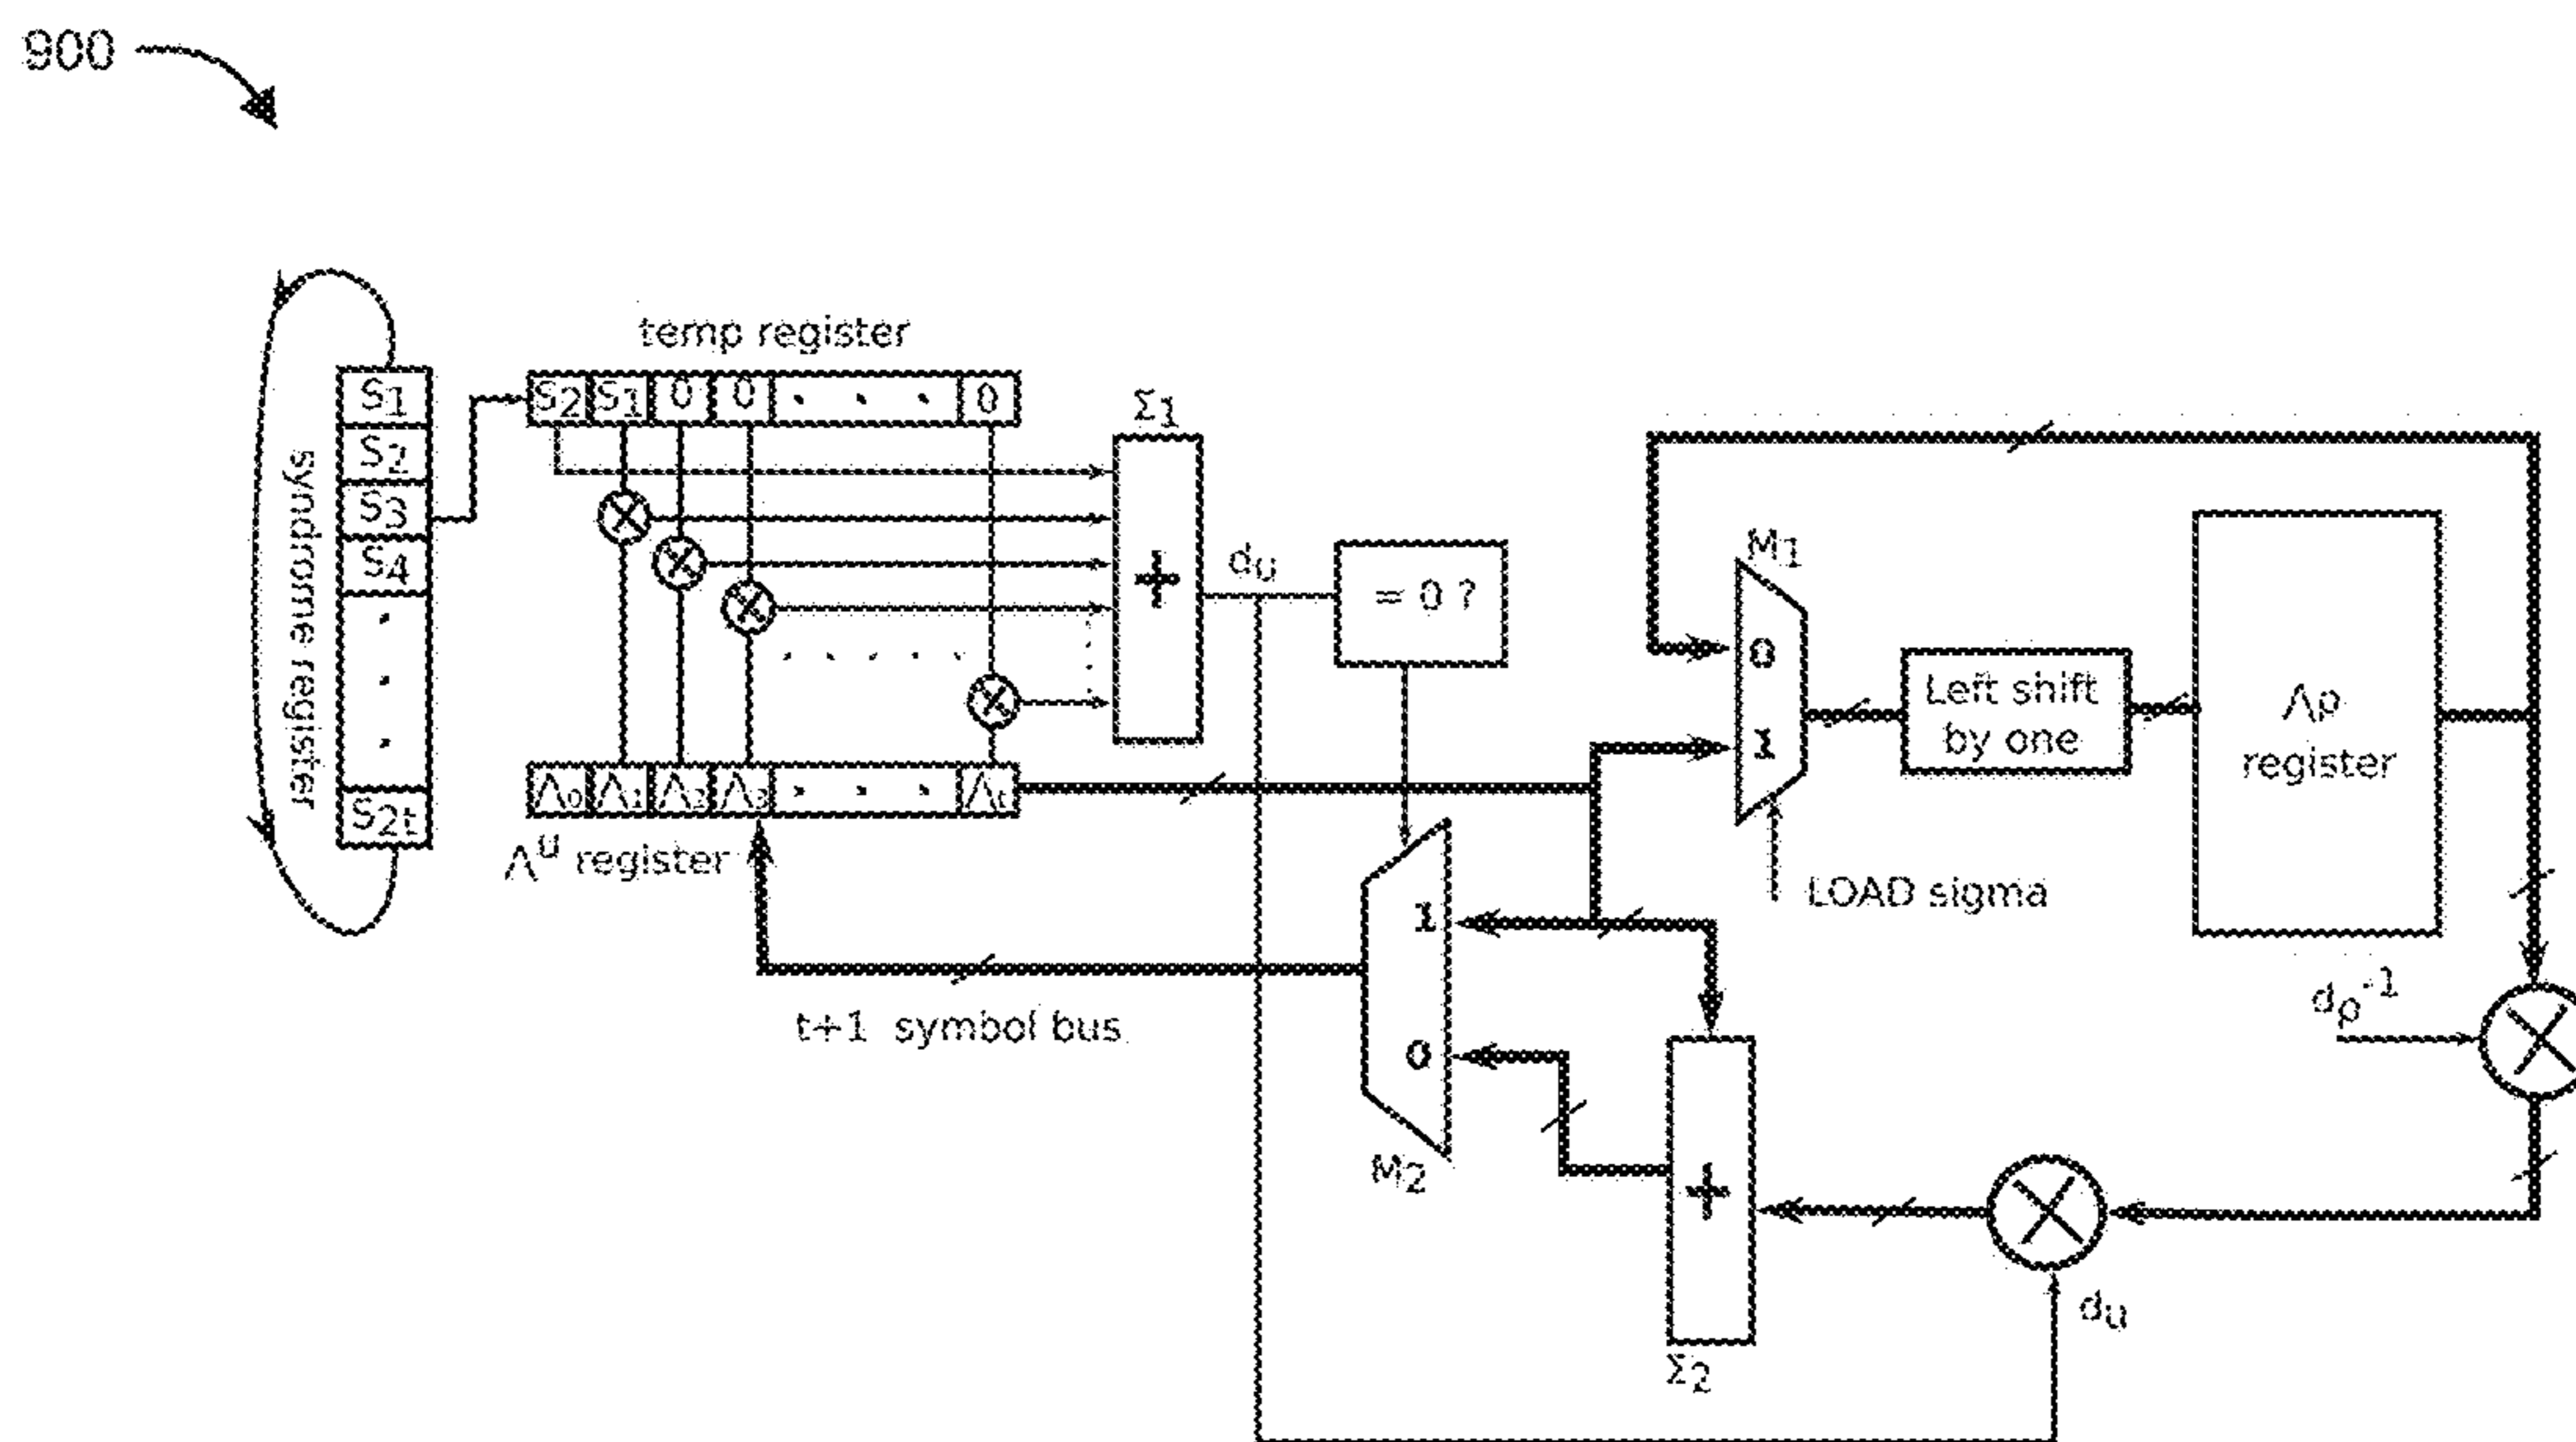 900
temp register
S1
S2
S3
S4
S2t
syndrome register
S2 S1 0 0 . . . 0
Σ1
+
du
= 0 ?
M1
0
1
Left shift
by one
Λρ
register
Λ0 Λ1 Λ2 Λ3 . . . Λt
Λu register
LOAD sigma
1
0
M2
t+1 symbol bus
dρ-1
+
Σ2
du